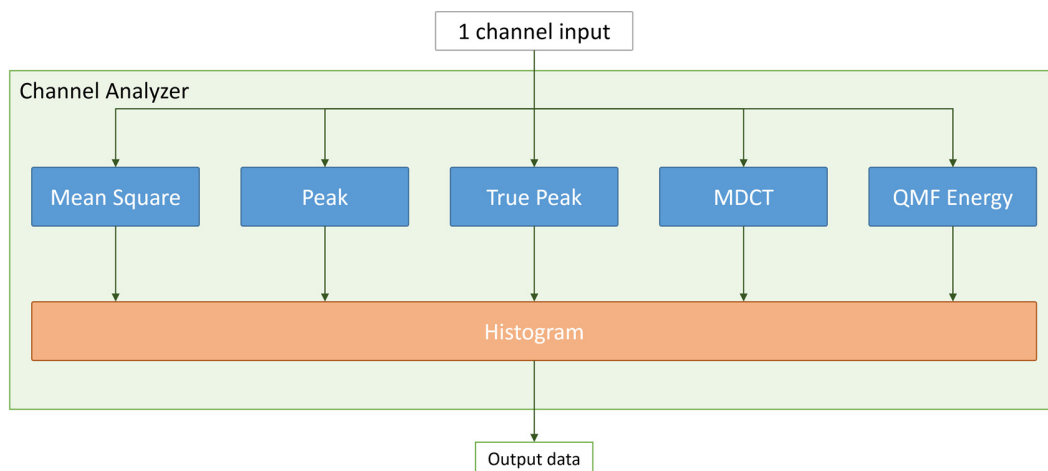 1 channel input
Channel Analyzer
Mean Square
Peak
True Peak
MDCT
QMF Energy
Histogram
Output data